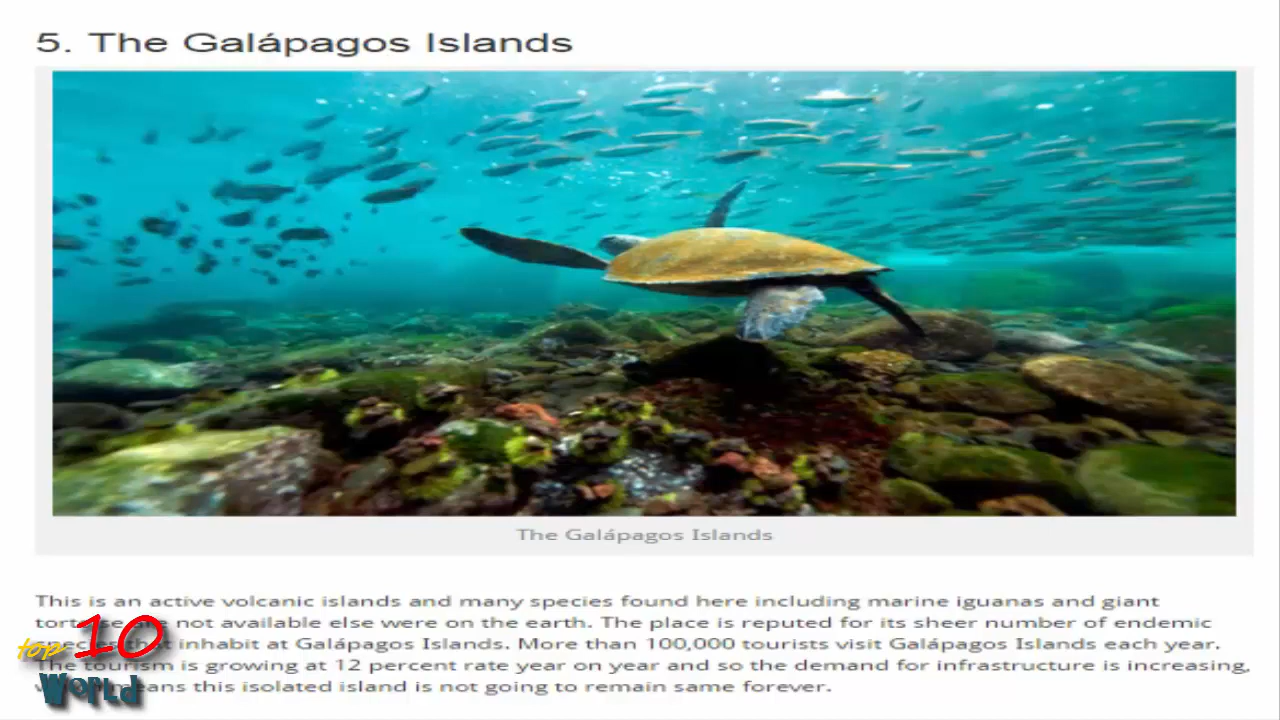 5. The Galápagos Islands
The Galápagos Islands
This is an active volcanic islands and many species found here including marine iguanas and giant
not available else were on the earth. The place is reputed for its sheer number of endemic
inhabit at Galápagos Islands. More than 100,000 tourists visit Galápagos Islands each year.
The tourism is growing at 12 percent rate year on year and so the demand for infrastructure is increasing,
means this isolated island is not going to remain same forever.
top 10
World